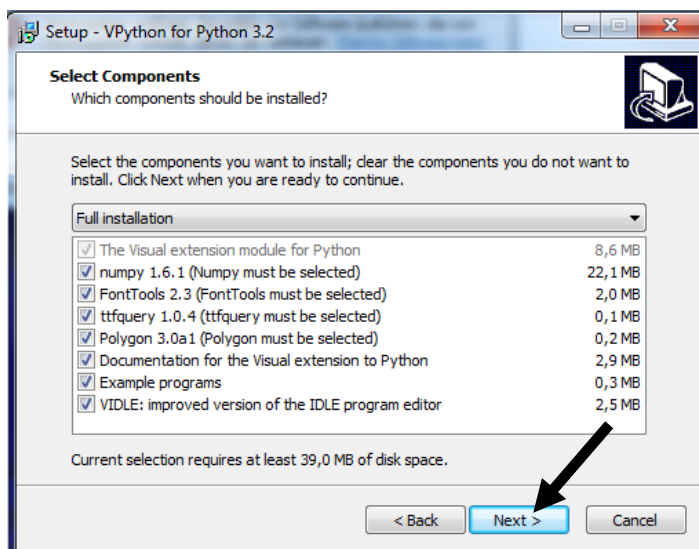 Setup - VPython for Python 3.2
Select Components
Which components should be installed?
Select the components you want to install; clear the components you do not want to
install. Click Next when you are ready to continue.
Full installation
The Visual extension module for Python 8,6 MB
numpy 1.6.1 (Numpy must be selected) 22,1 MB
FontTools 2.3 (FontTools must be selected) 2,0 MB
ttfquery 1.0.4 (ttfquery must be selected) 0,1 MB
Polygon 3.0a1 (Polygon must be selected) 0,2 MB
Documentation for the Visual extension to Python 2,9 MB
Example programs 0,3 MB
VIDLE: improved version of the IDLE program editor 2,5 MB
Current selection requires at least 39,0 MB of disk space.
< Back Next > Cancel